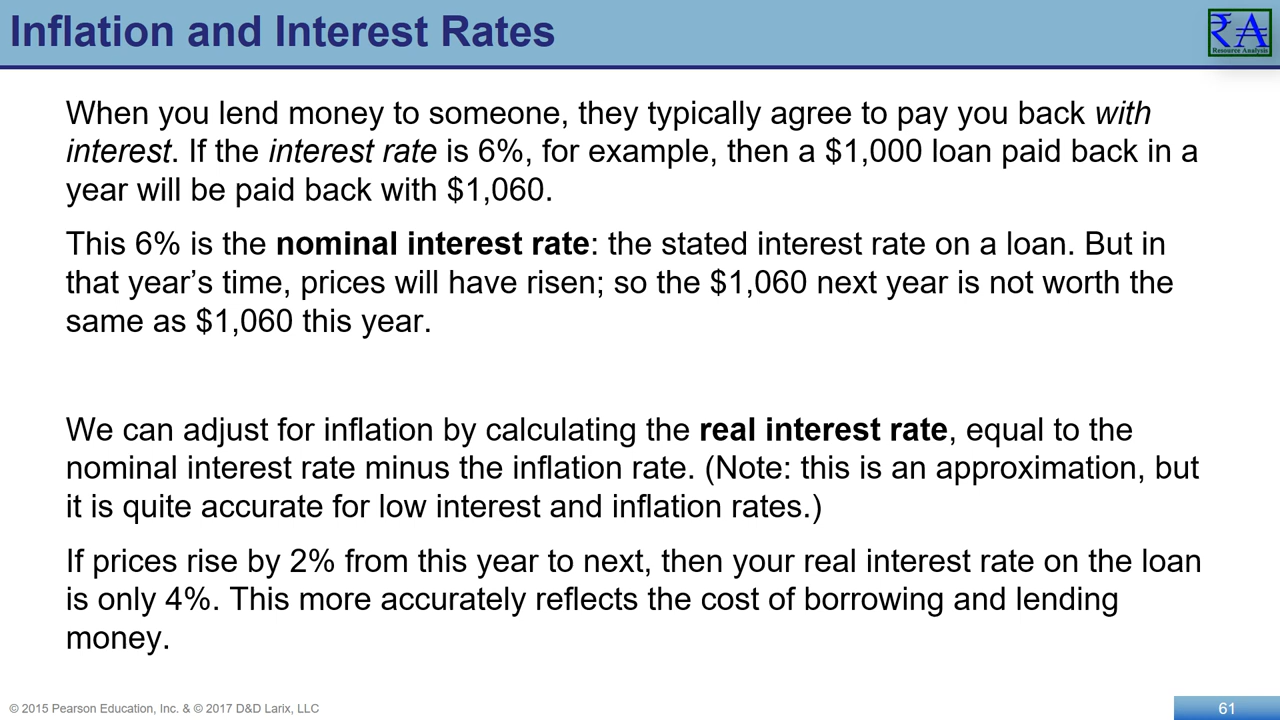 Inflation and Interest Rates
₹A
Resource Analysis
When you lend money to someone, they typically agree to pay you back with
interest. If the interest rate is 6%, for example, then a $1,000 loan paid back in a
year will be paid back with $1,060.
This 6% is the nominal interest rate: the stated interest rate on a loan. But in
that year’s time, prices will have risen; so the $1,060 next year is not worth the
same as $1,060 this year.
We can adjust for inflation by calculating the real interest rate, equal to the
nominal interest rate minus the inflation rate. (Note: this is an approximation, but
it is quite accurate for low interest and inflation rates.)
If prices rise by 2% from this year to next, then your real interest rate on the loan
is only 4%. This more accurately reflects the cost of borrowing and lending
money.
© 2015 Pearson Education, Inc. & © 2017 D&D Larix, LLC
61